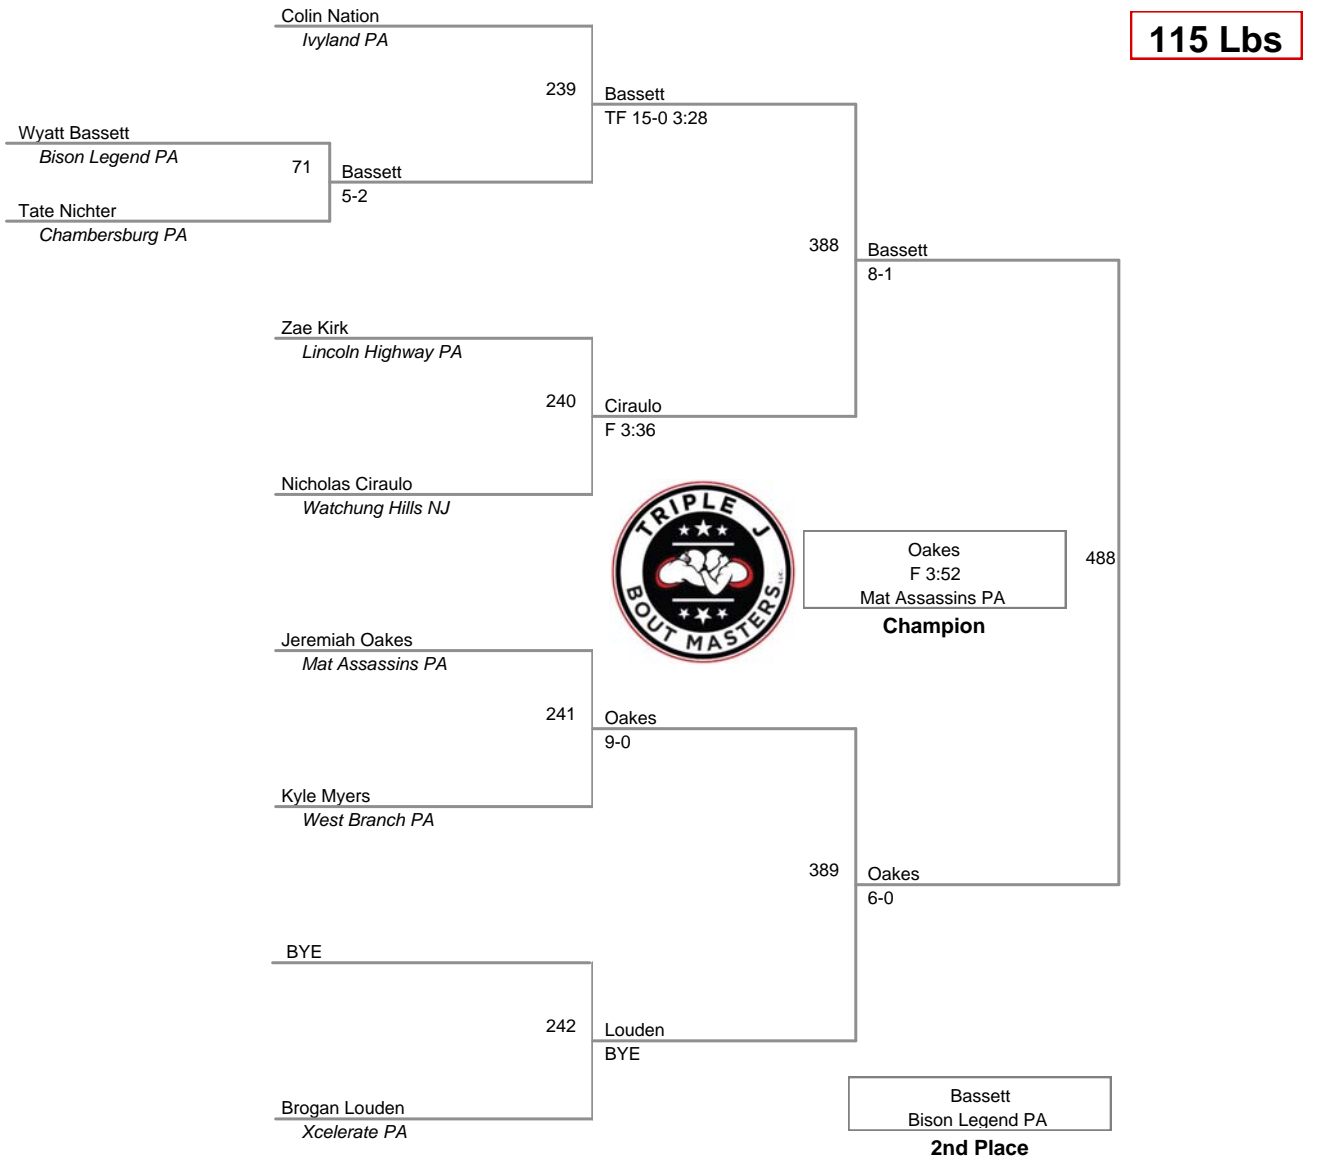 Colin Nation
Ivyland PA
115 Lbs
239
Bassett
TF 15-0 3:28
Wyatt Bassett
Bison Legend PA
71
Bassett
5-2
Tate Nichter
Chambersburg PA
388
Bassett
8-1
Zae Kirk
Lincoln Highway PA
240
Ciraulo
F 3:36
Nicholas Ciraulo
Watchung Hills NJ
TRIPLE J
BOUT MASTERS LLC.
Oakes
F 3:52
Mat Assassins PA
Champion
488
Jeremiah Oakes
Mat Assassins PA
241
Oakes
9-0
Kyle Myers
West Branch PA
389
Oakes
6-0
BYE
242
Louden
BYE
Brogan Louden
Xcelerate PA
Bassett
Bison Legend PA
2nd Place